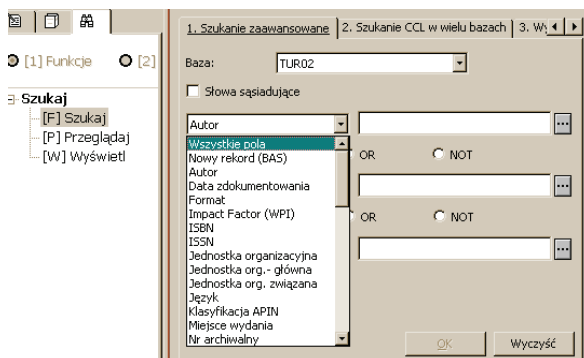 1. Szukanie zaawansowane
2. Szukanie CCL w wielu bazach
3. Wy
[1] Funkcje
[2]
Szukaj
[F] Szukaj
[P] Przeglądaj
[W] Wyświetl
Baza:
TUR02
Słowa sąsiadujące
Autor
Wszystkie pola
Nowy rekord (BAS)
Autor
Data zdokumentowania
Format
Impact Factor (WPI)
ISBN
ISSN
Jednostka organizacyjna
Jednostka org.- główna
Jednostka org. związana
Język
Klasyfikacja APIN
Miejsce wydania
Nr archiwalny
OR
NOT
OR
NOT
OK
Wyczyść